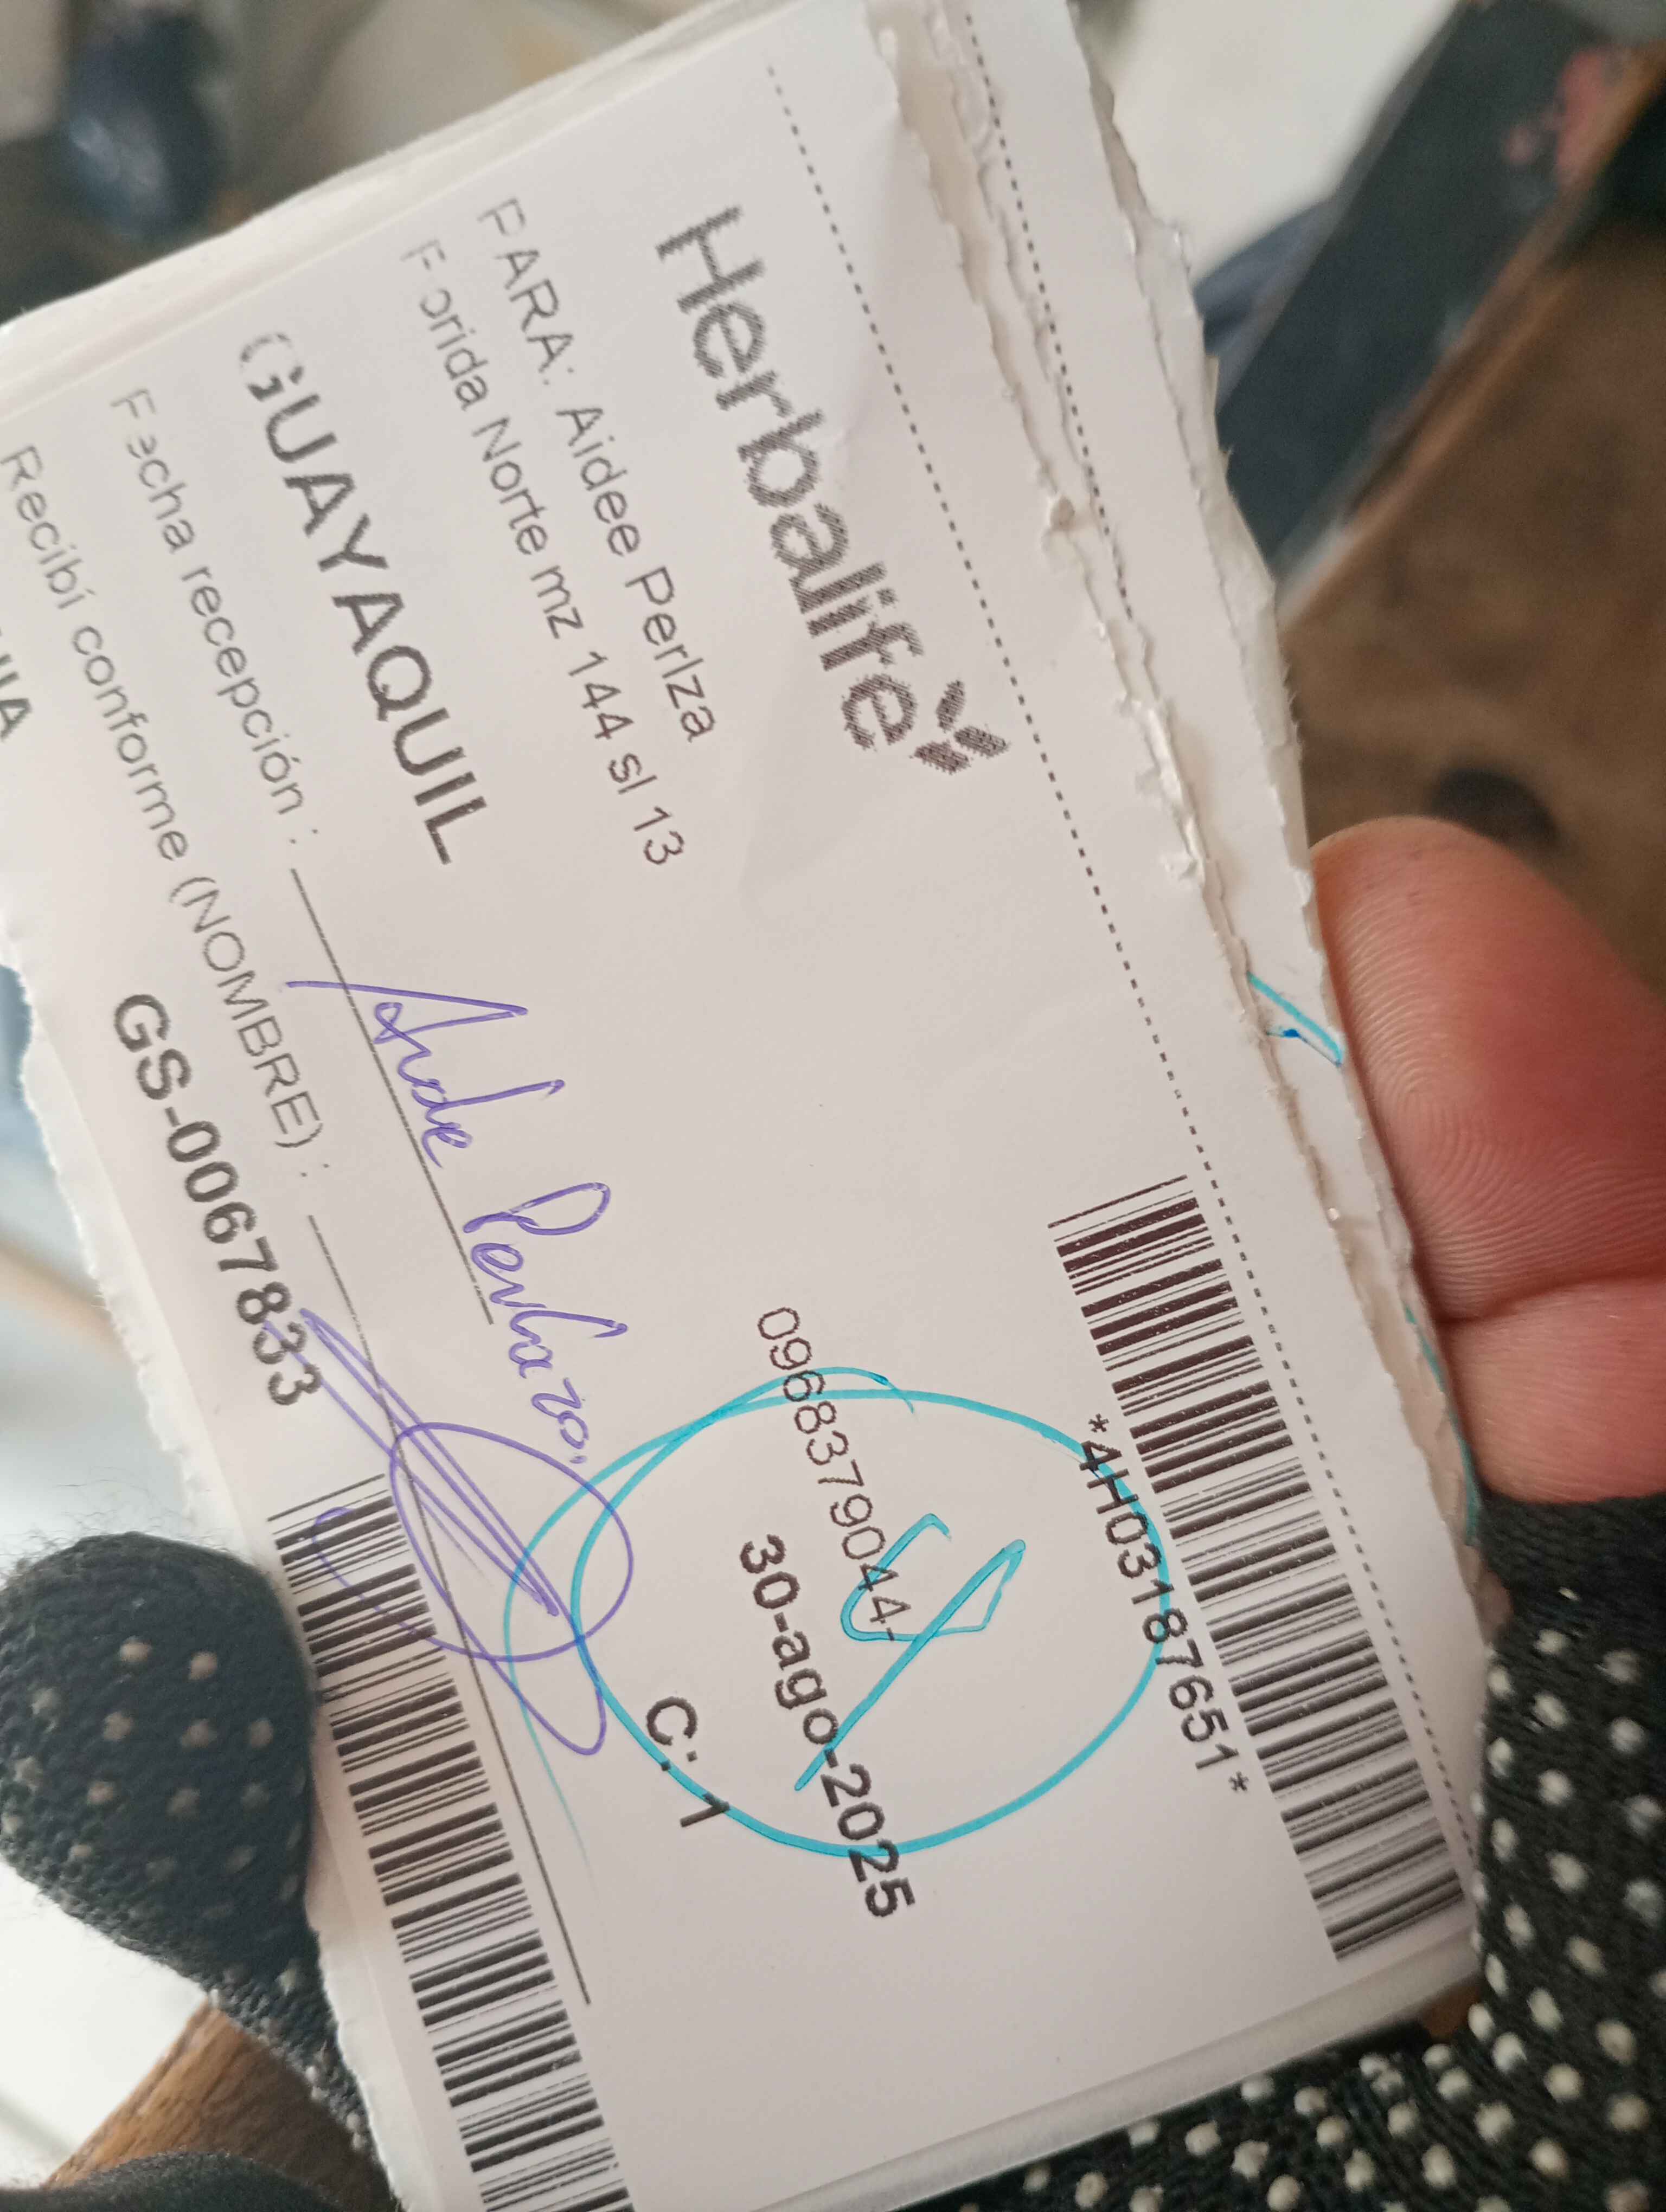 Herbalife
*4H03187651*
PARA: Aidee Perlza
Florida Norte mz 144 sl 13
0968379044-
30-ago-2025
GUAYAQUIL
C: 1
Fecha recepción :
Recibí conforme (NOMBRE) :
GS-0067833